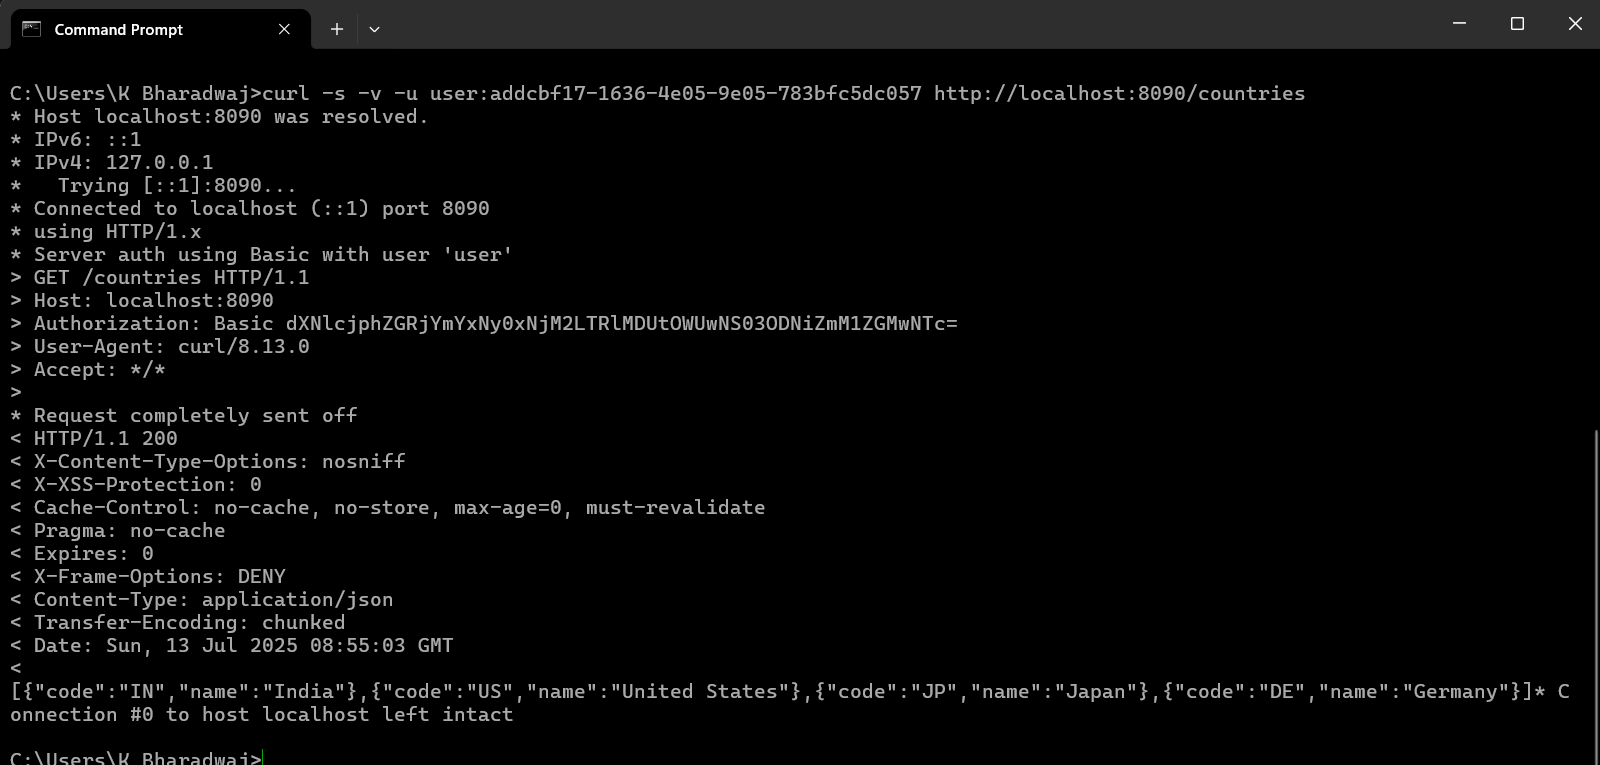 Command Prompt
C:\Users\K Bharadwaj>curl -s -v -u user:addcbf17-1636-4e05-9e05-783bfc5dc057 http://localhost:8090/countries
* Host localhost:8090 was resolved.
* IPv6: ::1
* IPv4: 127.0.0.1
*   Trying [::1]:8090...
* Connected to localhost (::1) port 8090
* using HTTP/1.x
* Server auth using Basic with user 'user'
> GET /countries HTTP/1.1
> Host: localhost:8090
> Authorization: Basic dXNlcjphZGRjYmYxNy0xNjM2LTRlMDUtOWUwNS03ODNiZmM1ZGMwNTc=
> User-Agent: curl/8.13.0
> Accept: */*
>
* Request completely sent off
< HTTP/1.1 200
< X-Content-Type-Options: nosniff
< X-XSS-Protection: 0
< Cache-Control: no-cache, no-store, max-age=0, must-revalidate
< Pragma: no-cache
< Expires: 0
< X-Frame-Options: DENY
< Content-Type: application/json
< Transfer-Encoding: chunked
< Date: Sun, 13 Jul 2025 08:55:03 GMT
<
[{"code":"IN","name":"India"},{"code":"US","name":"United States"},{"code":"JP","name":"Japan"},{"code":"DE","name":"Germany"}]* C
onnection #0 to host localhost left intact
C:\Users\K Bharadwaj>